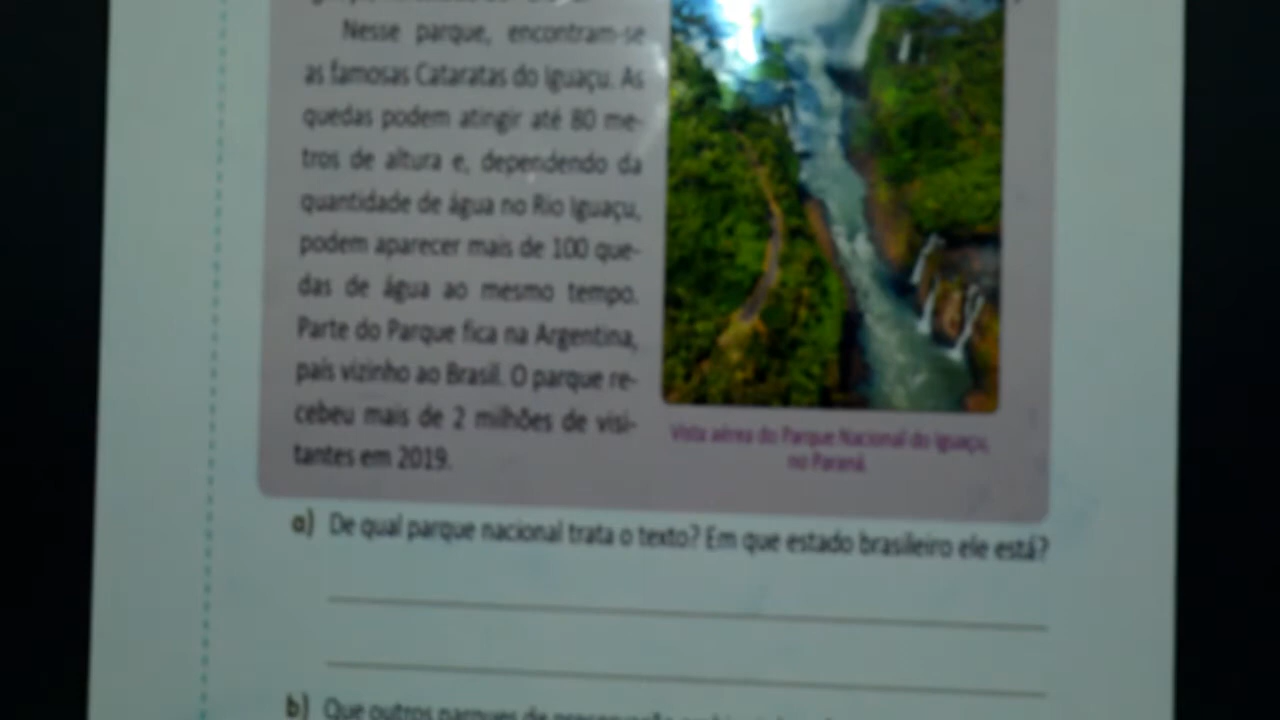 Nesse parque, encontram-se
as famosas Cataratas do Iguaçu. As
quedas podem atingir até 80 me-
tros de altura e, dependendo da
quantidade de água no Rio Iguaçu,
podem aparecer mais de 100 que-
das de água ao mesmo tempo.
Parte do Parque fica na Argentina,
país vizinho ao Brasil. O parque re-
cebeu mais de 2 milhões de visi-
tantes em 2019.
Vista aérea do Parque Nacional do Iguaçu,
no Paraná.
a) De qual parque nacional trata o texto? Em que estado brasileiro ele está?
b) Que outros parques de preservação